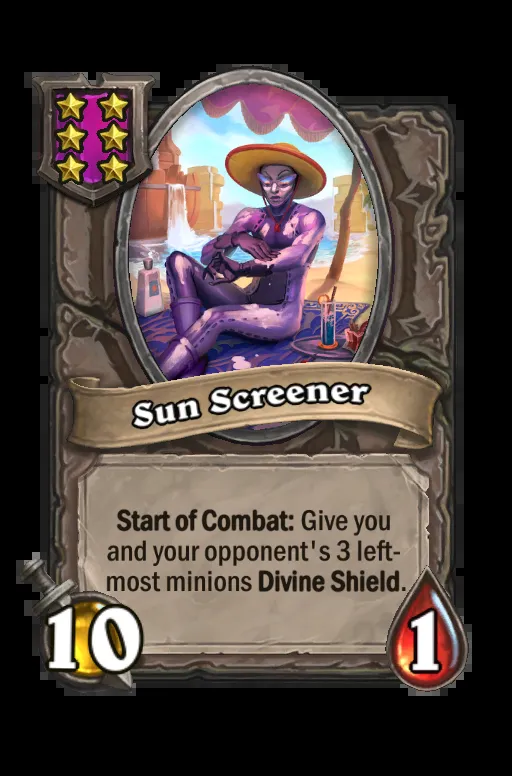 Sun Screener
Start of Combat: Give you
and your opponent's 3 left-
most minions Divine Shield.
10
1